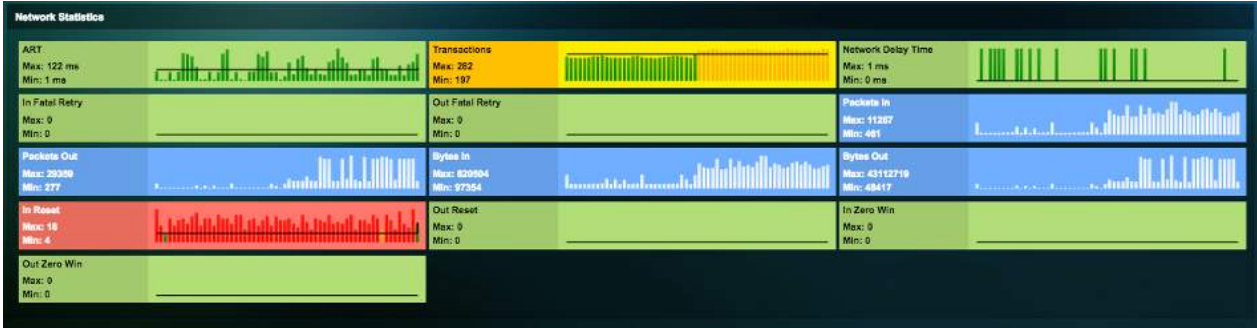 Network Statistics
ART
Max: 122 ms
Min: 1 ms
Transactions
Max: 282
Min: 197
Network Delay Time
Max: 1 ms
Min: 0 ms
In Fatal Retry
Max: 0
Min: 0
Out Fatal Retry
Max: 0
Min: 0
Packets In
Max: 11267
Min: 461
Packets Out
Max: 29359
Min: 277
Bytes In
Max: 829504
Min: 97354
Bytes Out
Max: 43112719
Min: 48417
In Reset
Max: 18
Min: 4
Out Reset
Max: 0
Min: 0
In Zero Win
Max: 0
Min: 0
Out Zero Win
Max: 0
Min: 0